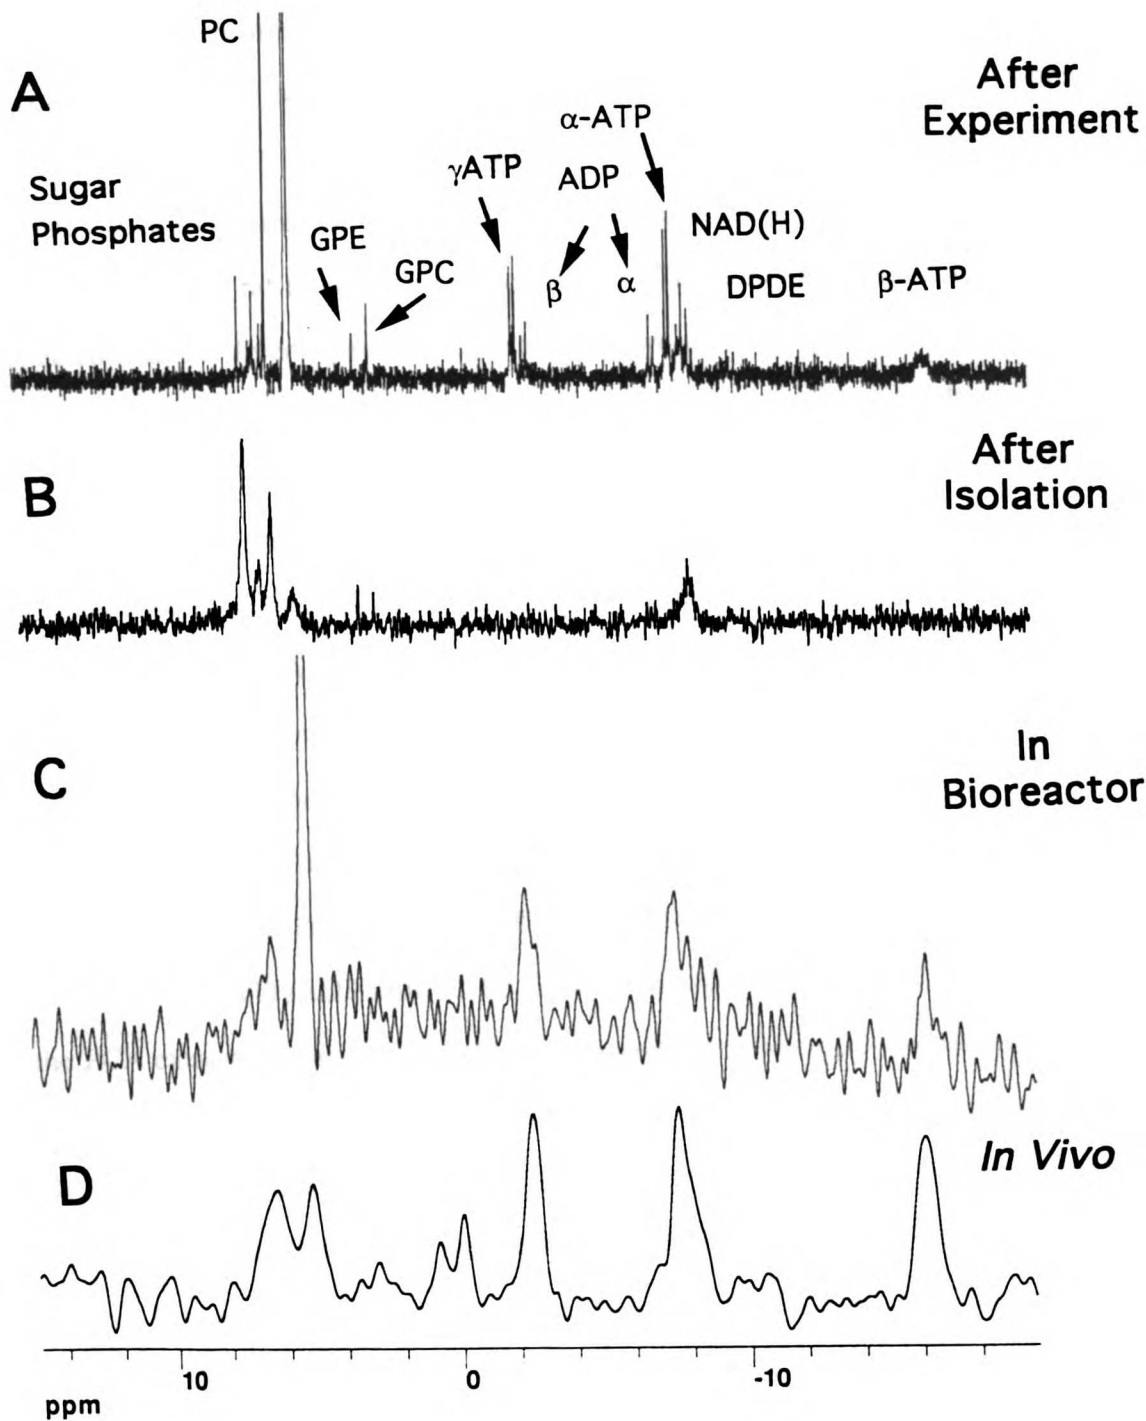 PC
A
After
Experiment
α-ATP
γATP
ADP
Sugar
Phosphates
GPE
GPC
NAD(H)
β
α
DPDE
β-ATP
B
After
Isolation
C
In
Bioreactor
D
In Vivo
10
0
-10
ppm